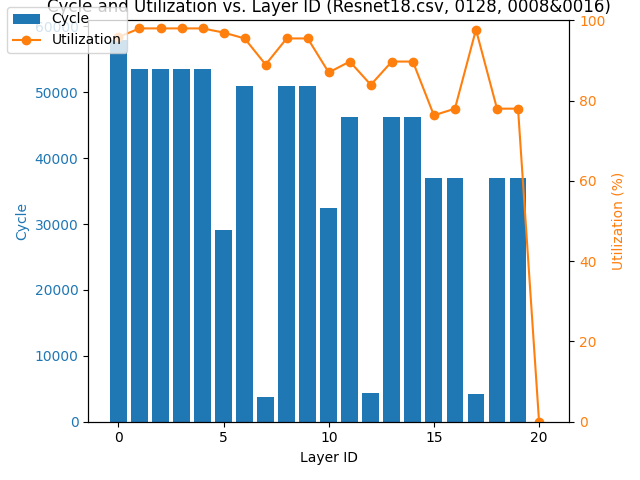 Cycle and Utilization vs. Layer ID (Resnet18.csv, 0128, 0008&0016)
Cycle
Utilization
60000
50000
40000
30000
20000
10000
0
Cycle
100
80
60
40
20
0
Utilization (%)
0 5 10 15 20
Layer ID